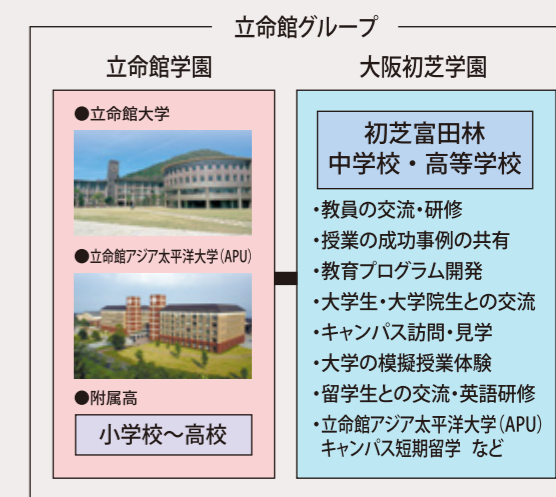 立命館グループ
立命館学園
●立命館大学
●立命館アジア太平洋大学(APU)
●附属高
小学校～高校
大阪初芝学園
初芝富田林
中学校・高等学校
・教員の交流・研修
・授業の成功事例の共有
・教育プログラム開発
・大学生・大学院生との交流
・キャンパス訪問・見学
・大学の模擬授業体験
・留学生との交流・英語研修
・立命館アジア太平洋大学(APU)
キャンパス短期留学 など